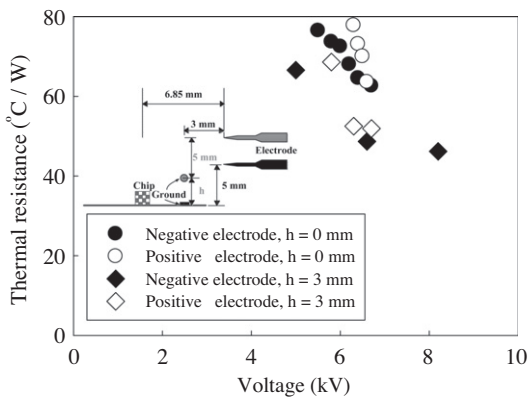 80
60
40
20
0
Thermal resistance (°C / W)
6.85 mm
3 mm
Electrode
5 mm
Chip
Ground
h
5 mm
Negative electrode, h = 0 mm
Positive electrode, h = 0 mm
Negative electrode, h = 3 mm
Positive electrode, h = 3 mm
0 2 4 6 8 10
Voltage (kV)